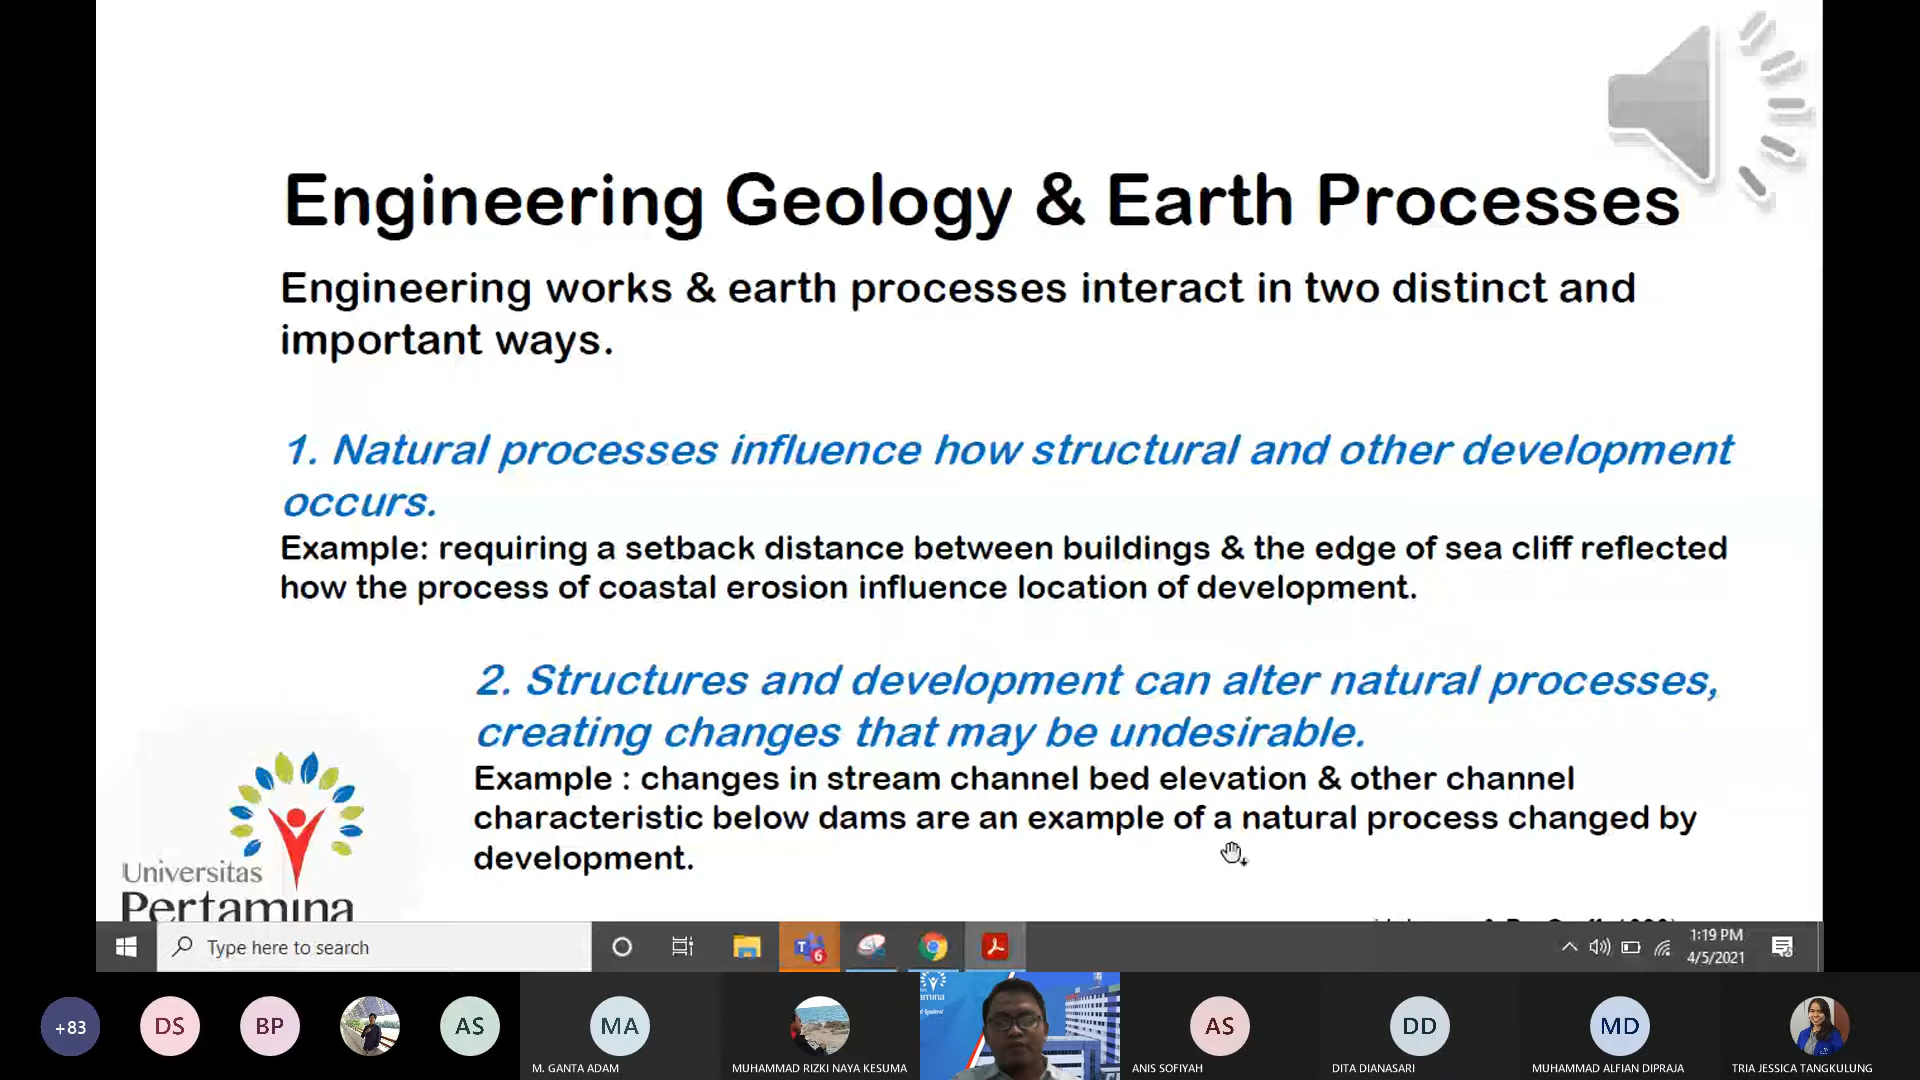 Engineering Geology & Earth Processes
Engineering works & earth processes interact in two distinct and
important ways.
1. Natural processes influence how structural and other development
occurs.
Example: requiring a setback distance between buildings & the edge of sea cliff reflected
how the process of coastal erosion influence location of development.
2. Structures and development can alter natural processes,
creating changes that may be undesirable.
Example : changes in stream channel bed elevation & other channel
characteristic below dams are an example of a natural process changed by
development.
Universitas
Pertamina
Type here to search
6
1:19 PM
4/5/2021
+83
DS
BP
AS
MA
AS
DD
MD
M. GANTA ADAM
MUHAMMAD RIZKI NAYA KESUMA
ANIS SOFIYAH
DITA DIANASARI
MUHAMMAD ALFIAN DIPRAJA
TRIA JESSICA TANGKULUNG